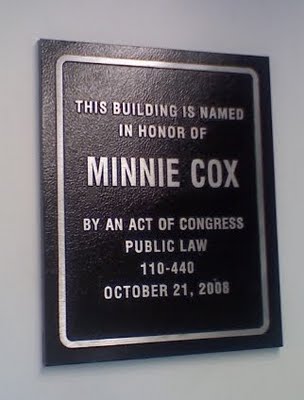 THIS BUILDING IS NAMED
IN HONOR OF
MINNIE COX
BY AN ACT OF CONGRESS
PUBLIC LAW
110-440
OCTOBER 21, 2008